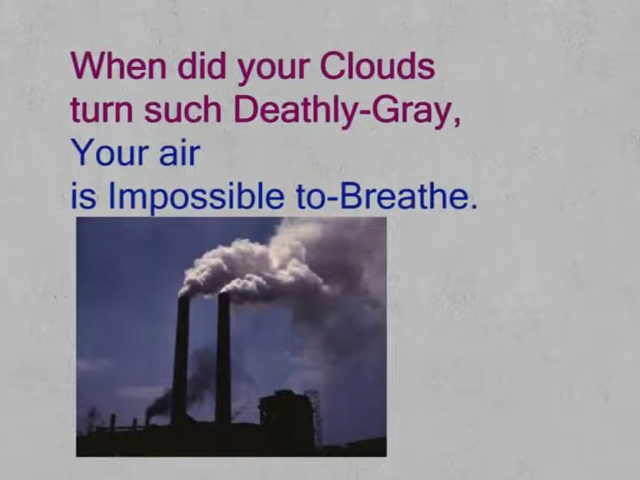 When did your Clouds
turn such Deathly-Gray,
Your air
is Impossible to-Breathe.